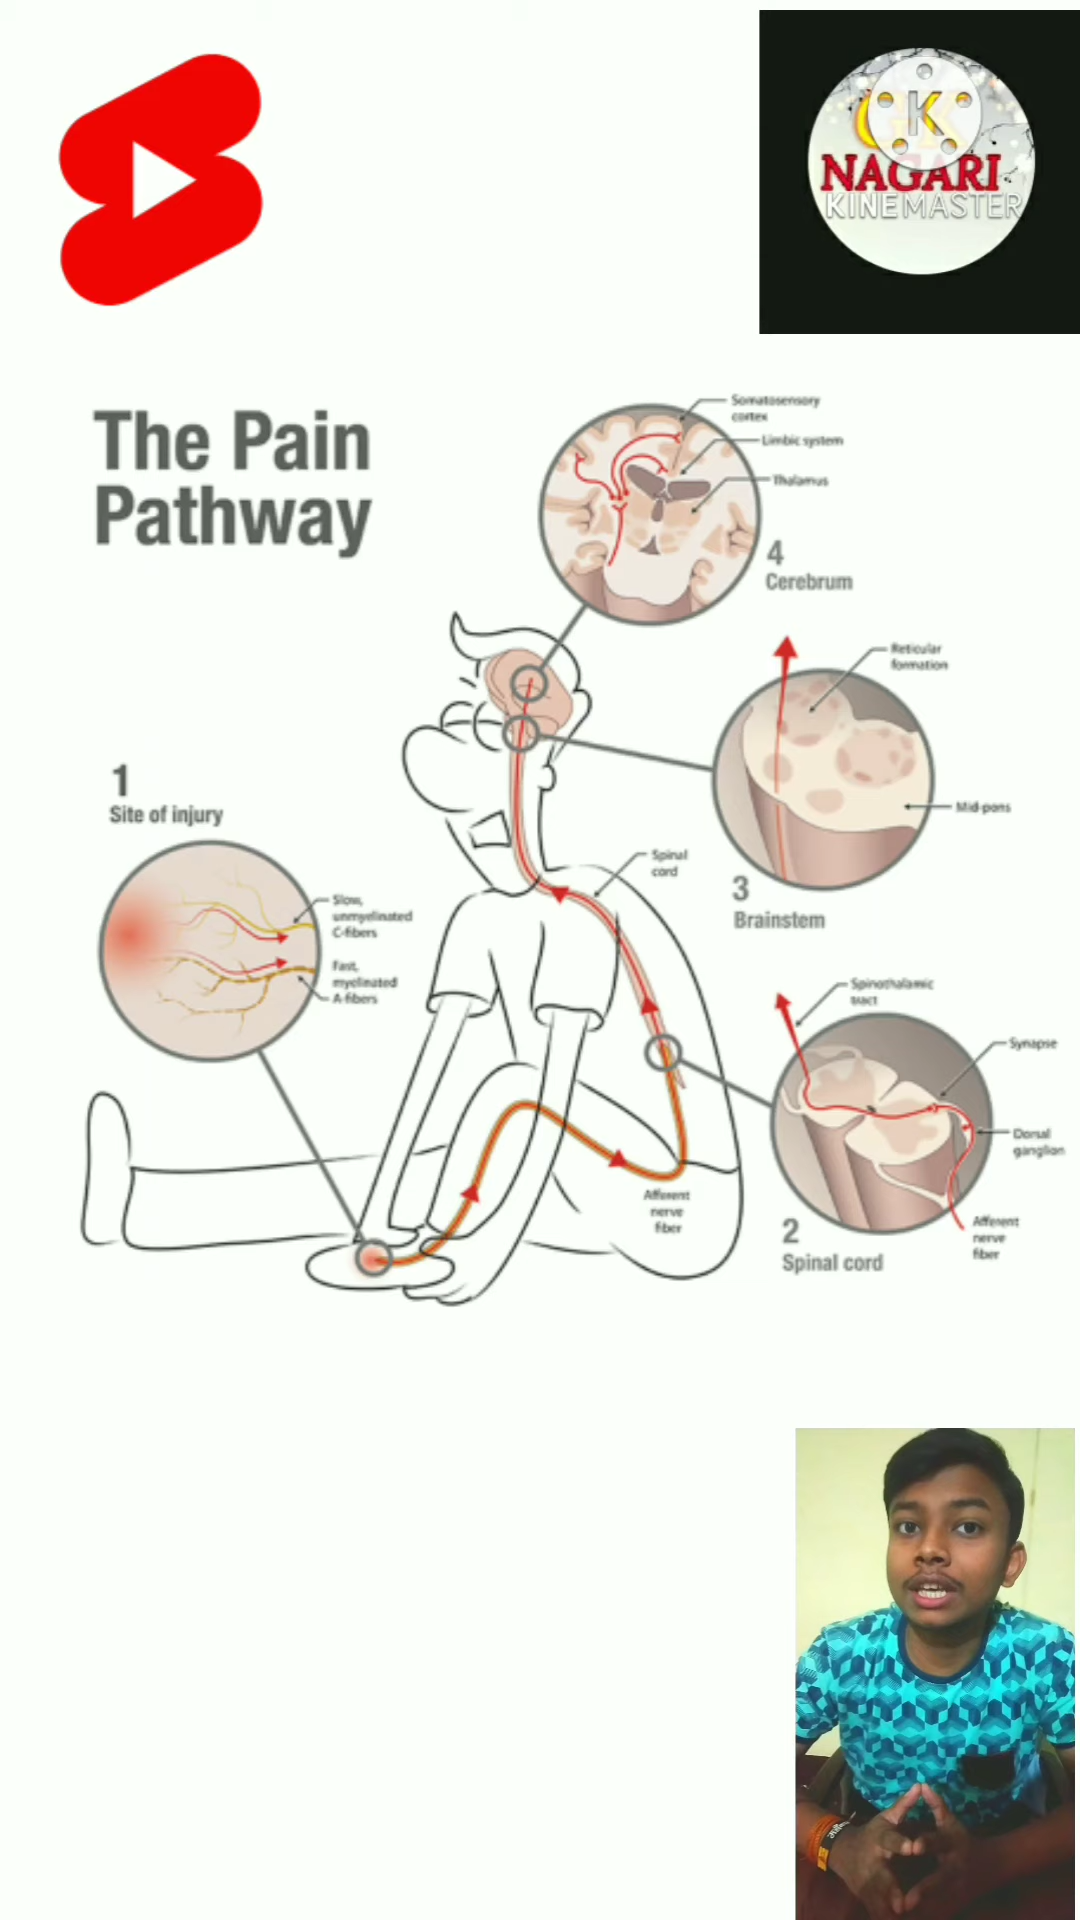 K
GK
NAGARI
KINEMASTER
The Pain
Pathway
Somatosensory
cortex
Limbic system
Thalamus
4
Cerebrum
Reticular
formation
Mid-pons
3
Brainstem
1
Site of injury
Slow,
unmyelinated
C-fibers
Fast,
myelinated
A-fibers
Spinal
cord
Spinothalamic
tract
Synapse
Dorsal
ganglion
Afferent
nerve
fiber
2
Spinal cord
Afferent
nerve
fiber